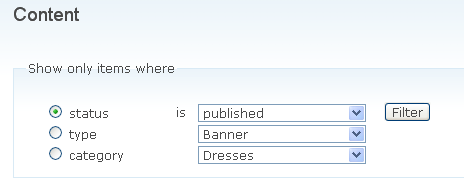 Content
Show only items where
status is published Filter
type Banner
category Dresses